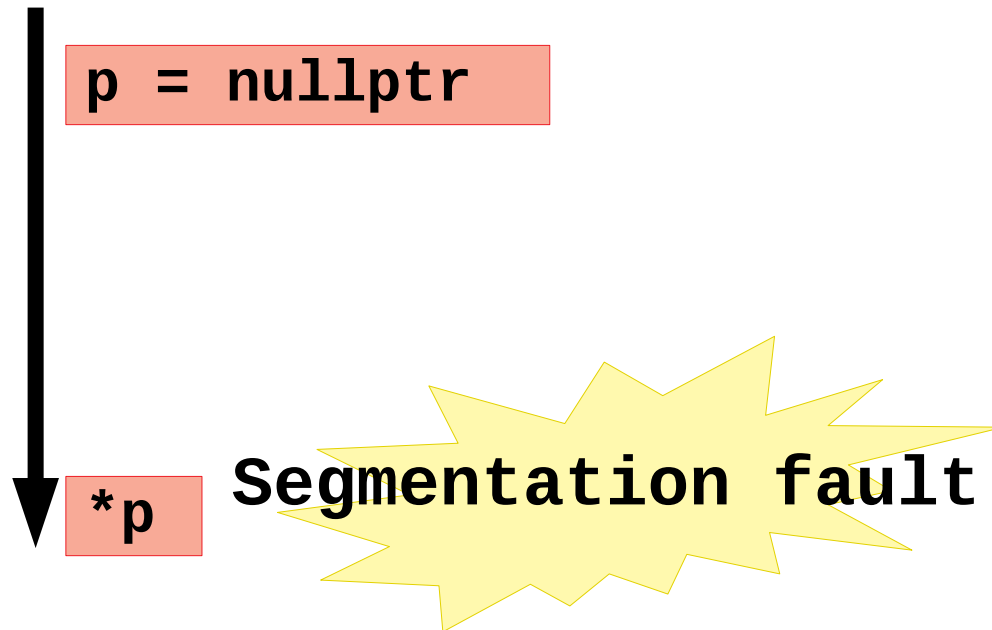 p = nullptr
*p
Segmentation fault